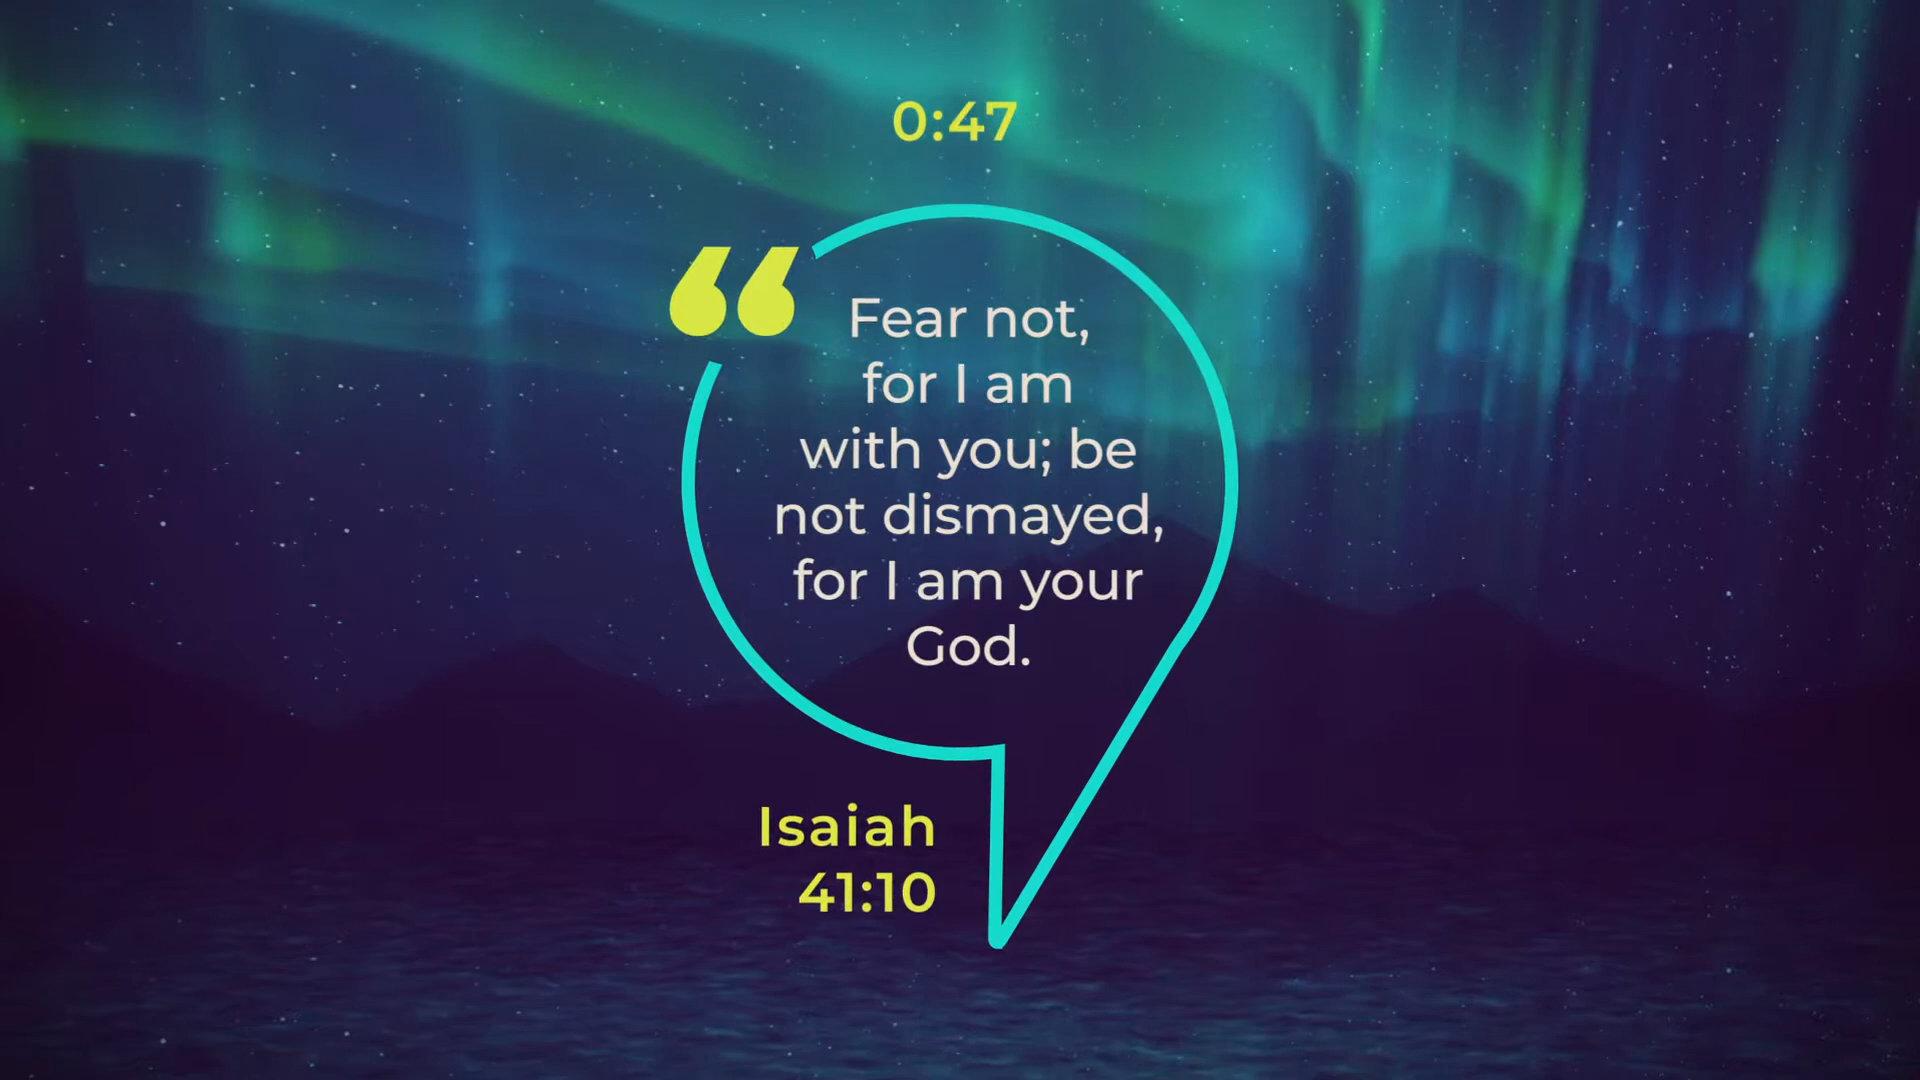 0:47
“
Fear not,
for I am
with you; be
not dismayed,
for I am your
God.
Isaiah
41:10